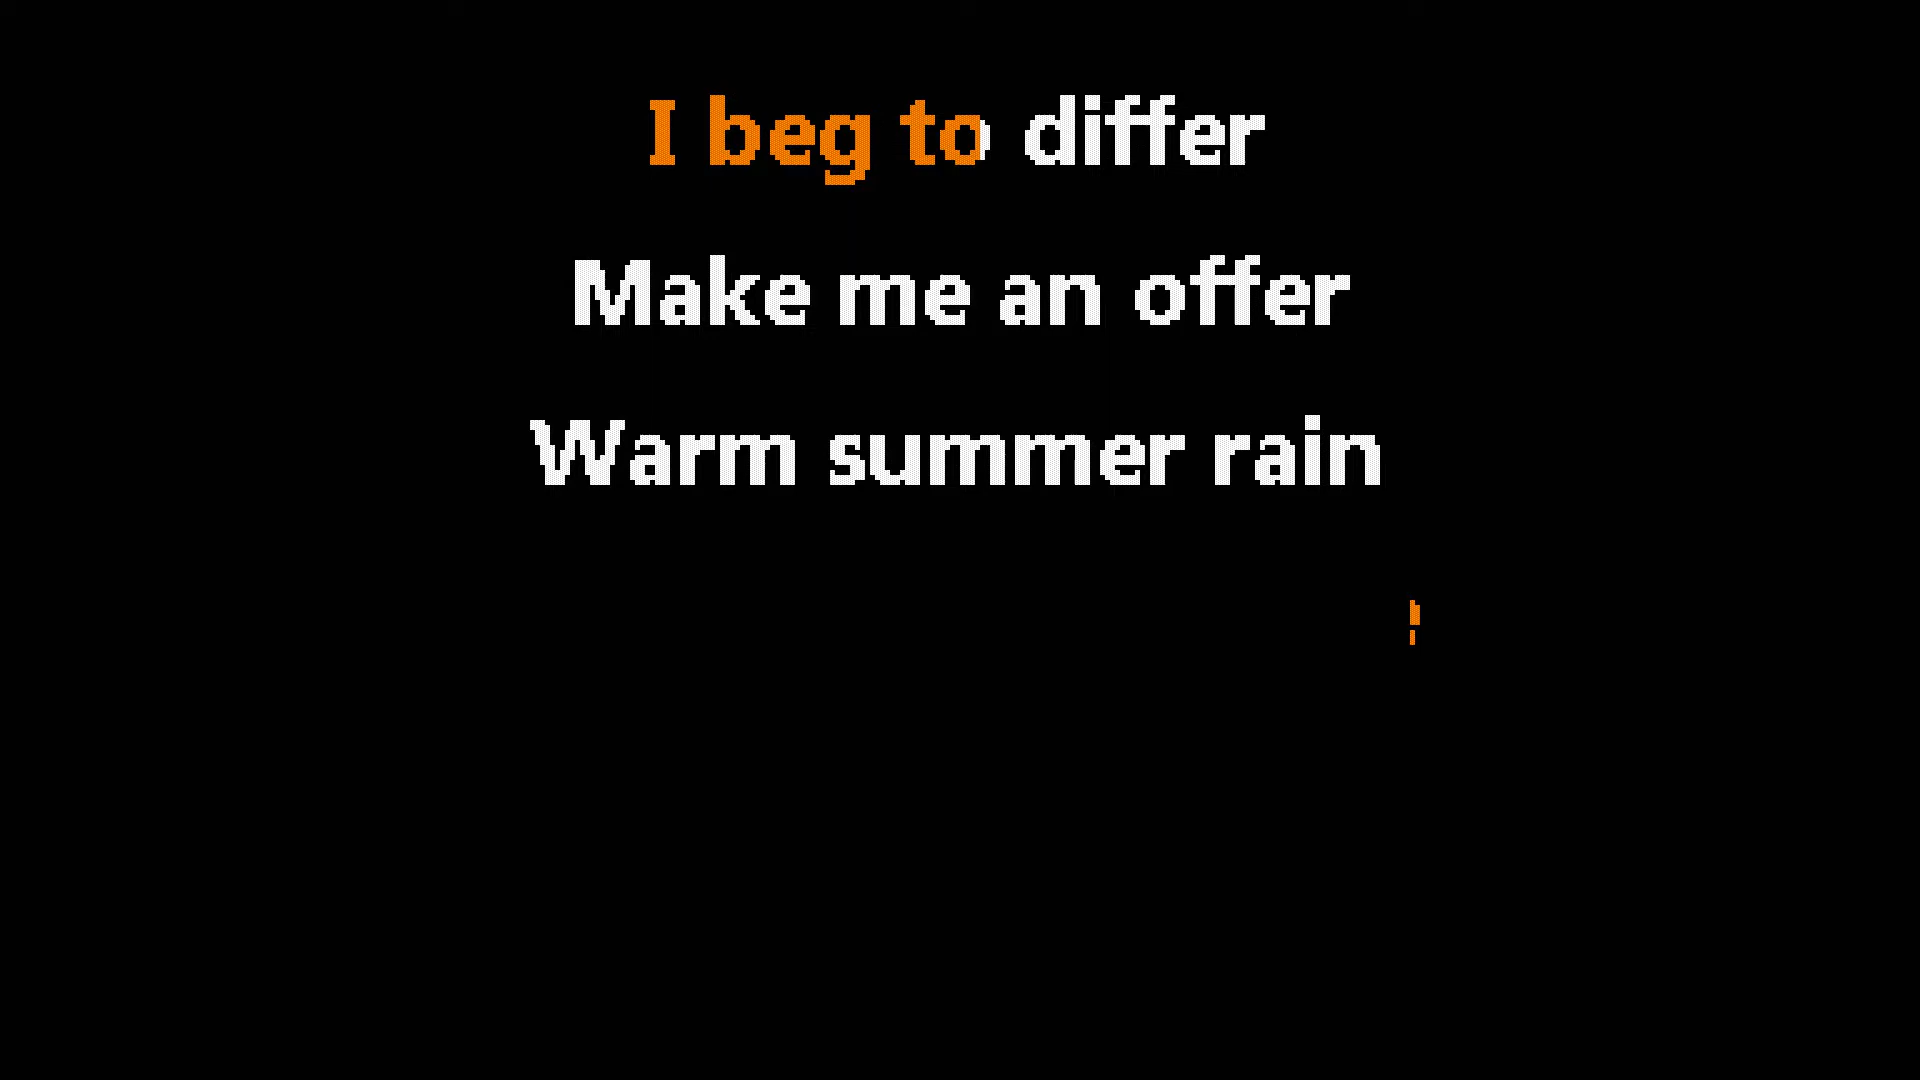 I beg to differ
Make me an offer
Warm summer rain